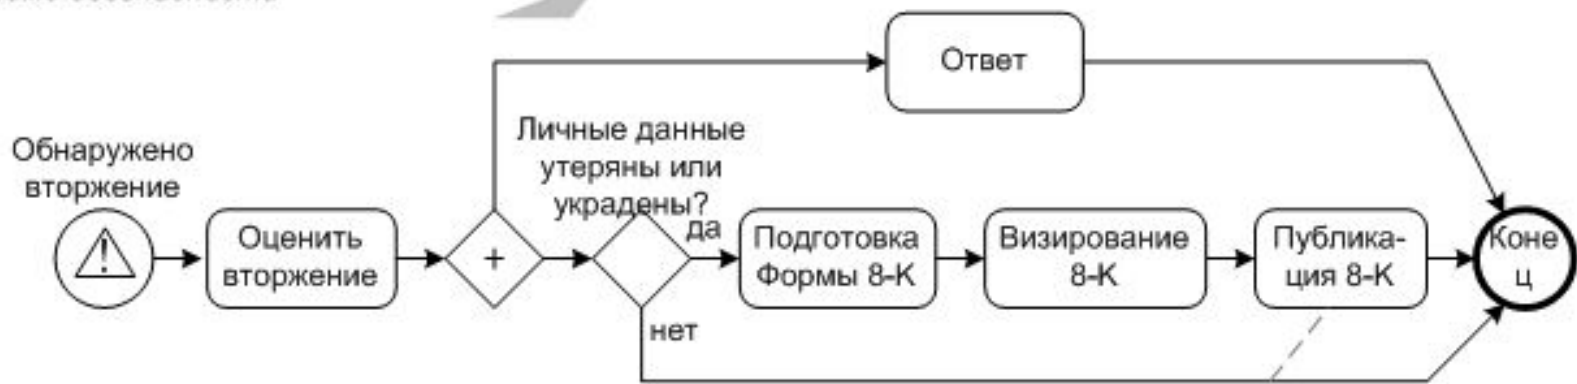 Ответ
Личные данные
утеряны или
украдены?
Обнаружено
вторжение
Оценить
вторжение
+
да
Подготовка
Формы 8-К
Визирование
8-К
Публика-
ция 8-К
Коне
ц
нет